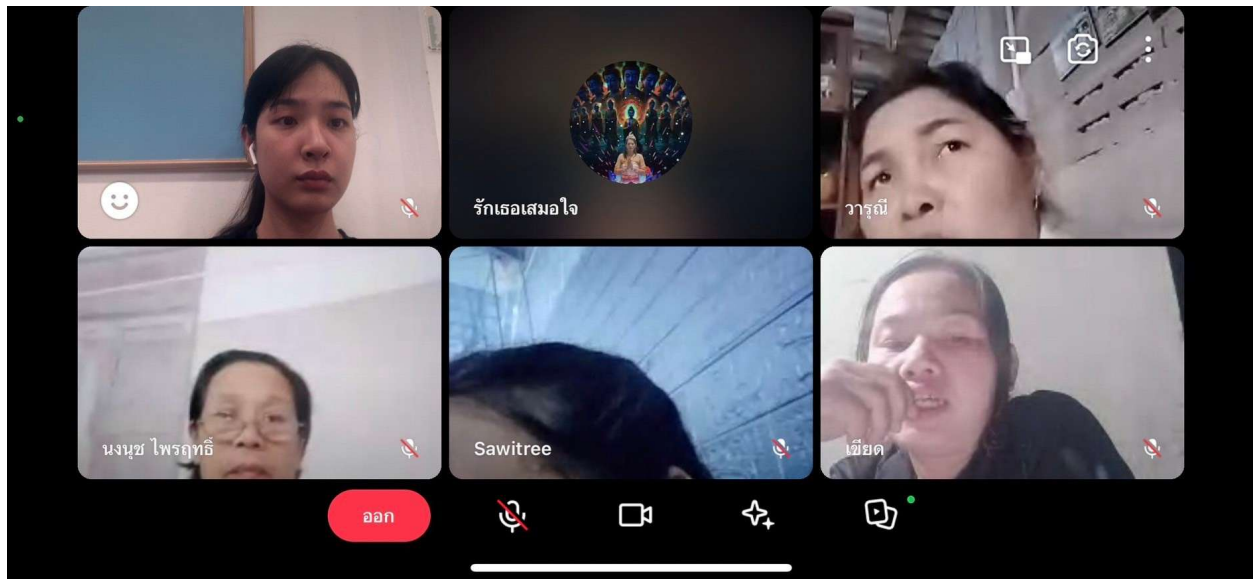 รักเธอเสมอใจ
วารุณี
นงนุช ไพรฤทธิ์
Sawitree
เขียด
ออก